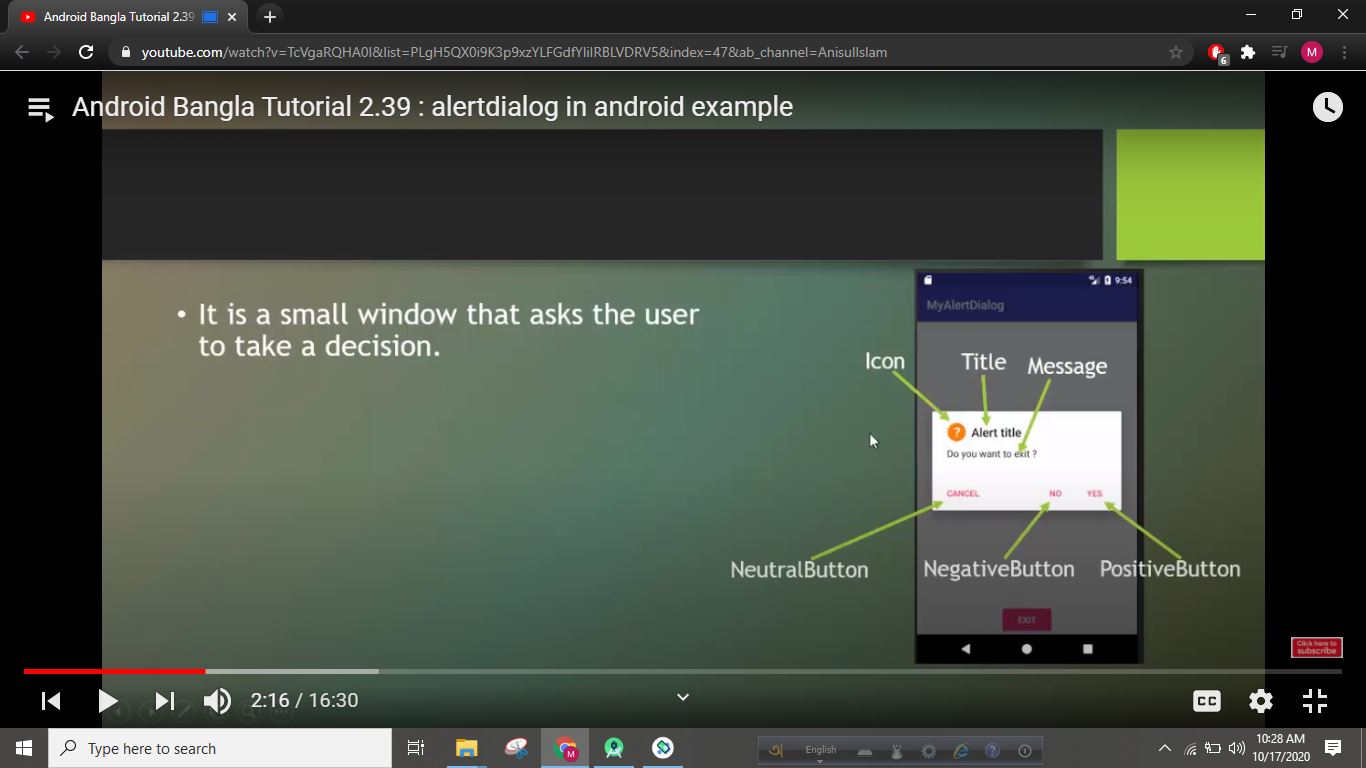 Android Bangla Tutorial 2.39
youtube.com/watch?v=TcVgaRQHA0I&list=PLgH5QX0i9K3p9xzYLFGdfYIilRBLVDRV5&index=47&ab_channel=AnisulIslam
6
M
Android Bangla Tutorial 2.39 : alertdialog in android example
• It is a small window that asks the user
to take a decision.
9:54
MyAlertDialog
Icon
Title
Message
?
Alert title
Do you want to exit ?
CANCEL
NO
YES
NeutralButton
NegativeButton
PositiveButton
EXIT
Click here to
subscribe
2:16 / 16:30
CC
Type here to search
M
অ
English
?
10:28 AM
10/17/2020